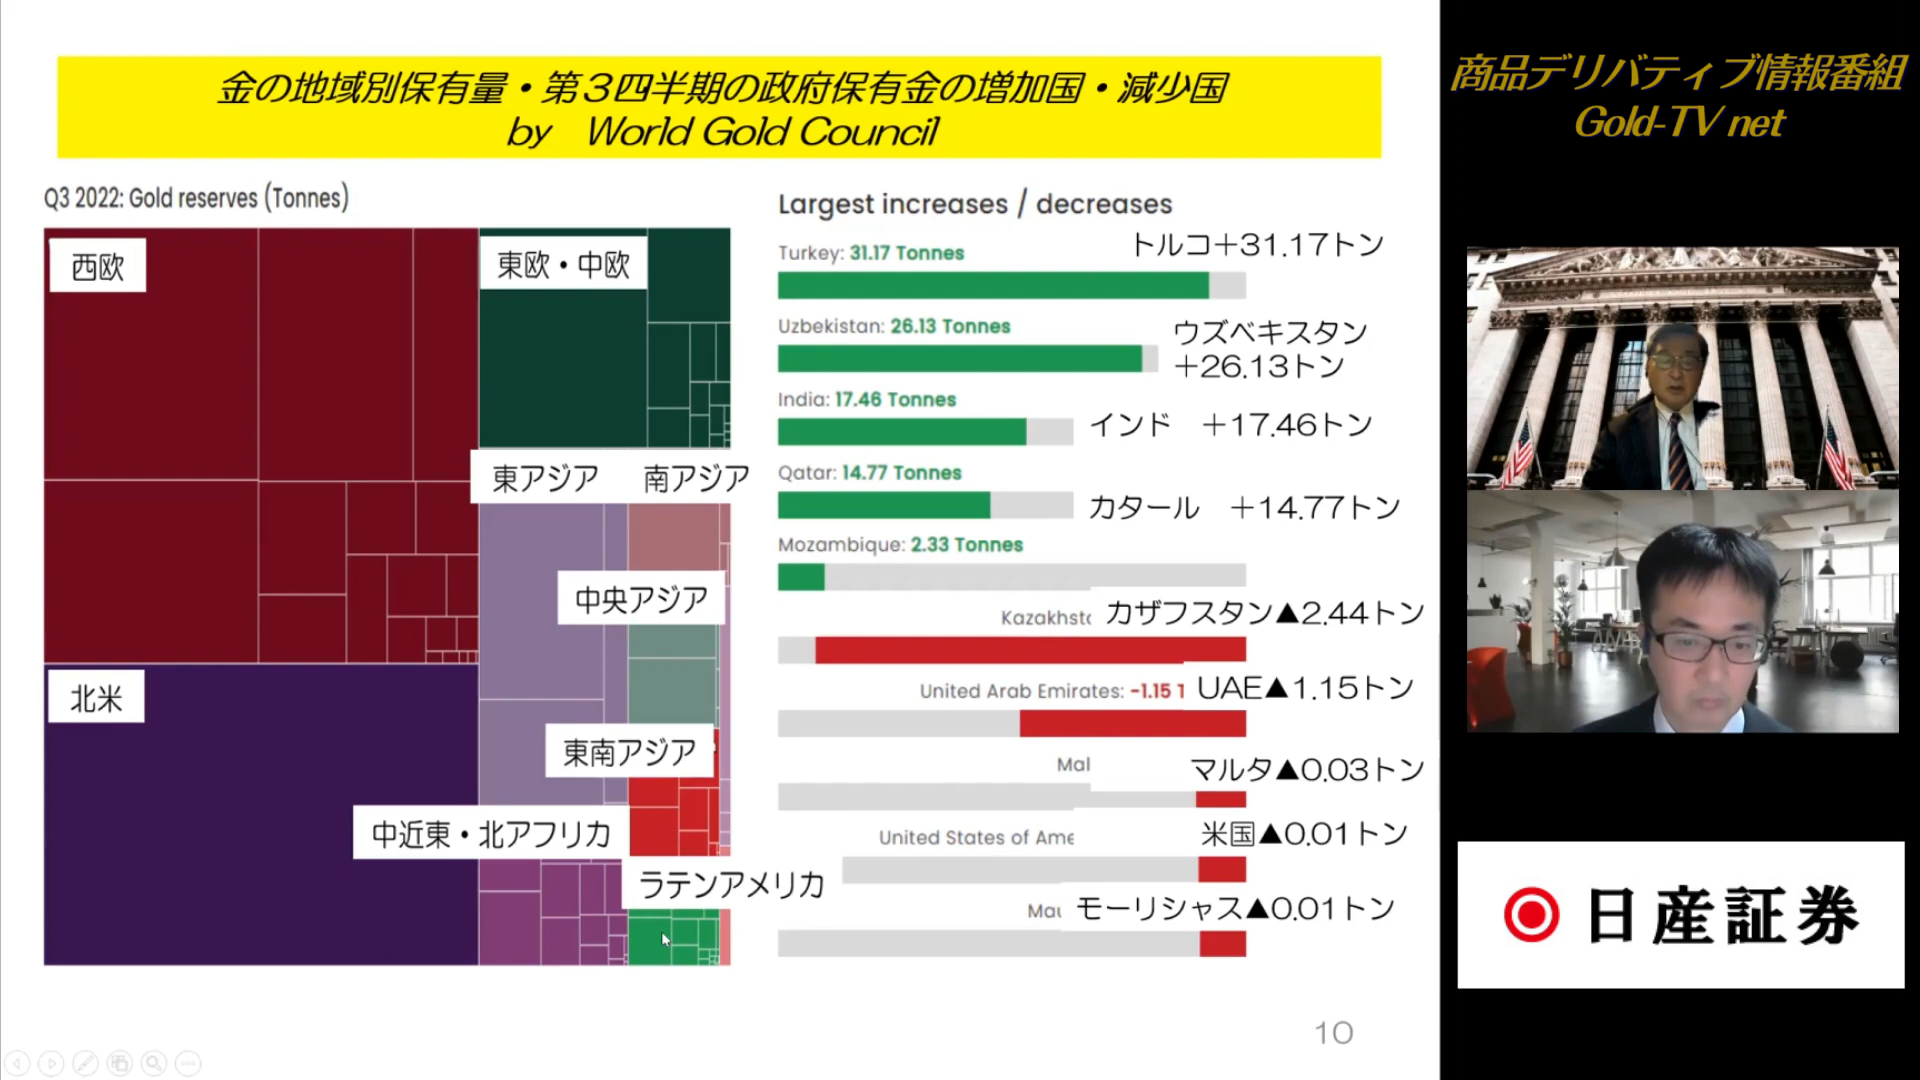 金の地域別保有量・第3四半期の政府保有金の増加国・減少国
by World Gold Council
Q3 2022: Gold reserves (Tonnes)
西欧
東欧・中欧
東アジア
南アジア
中央アジア
北米
東南アジア
中近東・北アフリカ
ラテンアメリカ
Largest increases / decreases
Turkey: 31.17 Tonnes
トルコ+31.17トン
Uzbekistan: 26.13 Tonnes
ウズベキスタン
+26.13トン
India: 17.46 Tonnes
インド +17.46トン
Qatar: 14.77 Tonnes
カタール +14.77トン
Mozambique: 2.33 Tonnes
Kazakhsta
カザフスタン▲2.44トン
United Arab Emirates: -1.15 T
UAE▲1.15トン
Mal
マルタ▲0.03トン
United States of Ame
米国▲0.01トン
Mau
モーリシャス▲0.01トン
10
商品デリバティブ情報番組
Gold-TV net
日産証券